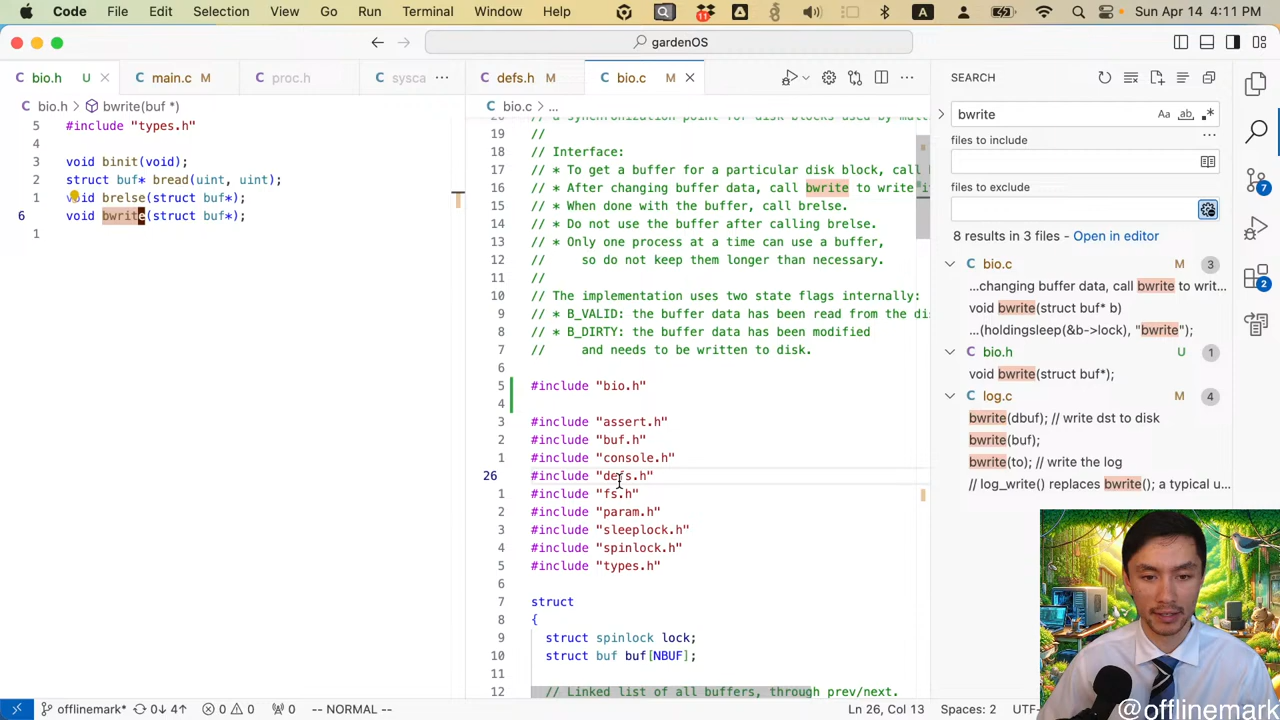 Code File Edit Selection View Go Run Terminal Window Help 11 A Sun Apr 14 4:11 PM
gardenOS
bio.h U main.c M proc.h sysca defs.h M bio.c M SEARCH
bio.h > bwrite(buf *) bio.c > ...
5 #include "types.h"
4
3 void binit(void);
2 struct buf* bread(uint, uint);
1 void brelse(struct buf*);
6 void bwrite(struct buf*);
1
19 //
18 // Interface:
17 // * To get a buffer for a particular disk block, call b
16 // * After changing buffer data, call bwrite to write it
15 // * When done with the buffer, call brelse.
14 // * Do not use the buffer after calling brelse.
13 // * Only one process at a time can use a buffer,
12 // so do not keep them longer than necessary.
11 //
10 // The implementation uses two state flags internally:
9 // * B_VALID: the buffer data has been read from the dis
8 // * B_DIRTY: the buffer data has been modified
7 // and needs to be written to disk.
6
5 #include "bio.h"
4
3 #include "assert.h"
2 #include "buf.h"
1 #include "console.h"
26 #include "defs.h"
1 #include "fs.h"
2 #include "param.h"
3 #include "sleeplock.h"
4 #include "spinlock.h"
5 #include "types.h"
6
7 struct
8 {
9 struct spinlock lock;
10 struct buf buf[NBUF];
11
12 // Linked list of all buffers, through prev/next.
bwrite Aa ab .*
files to include
files to exclude
8 results in 3 files - Open in editor
bio.c M 3
...changing buffer data, call bwrite to writ...
void bwrite(struct buf* b)
...(holdingsleep(&b->lock), "bwrite");
bio.h U 1
void bwrite(struct buf*);
log.c M 4
bwrite(dbuf); // write dst to disk
bwrite(buf);
bwrite(to); // write the log
// log_write() replaces bwrite(); a typical u...
7
2
offlinemark* 0↓ 4↑ 0 0 0 -- NORMAL -- Ln 26, Col 13 Spaces: 2 UTF-
@offlinemark